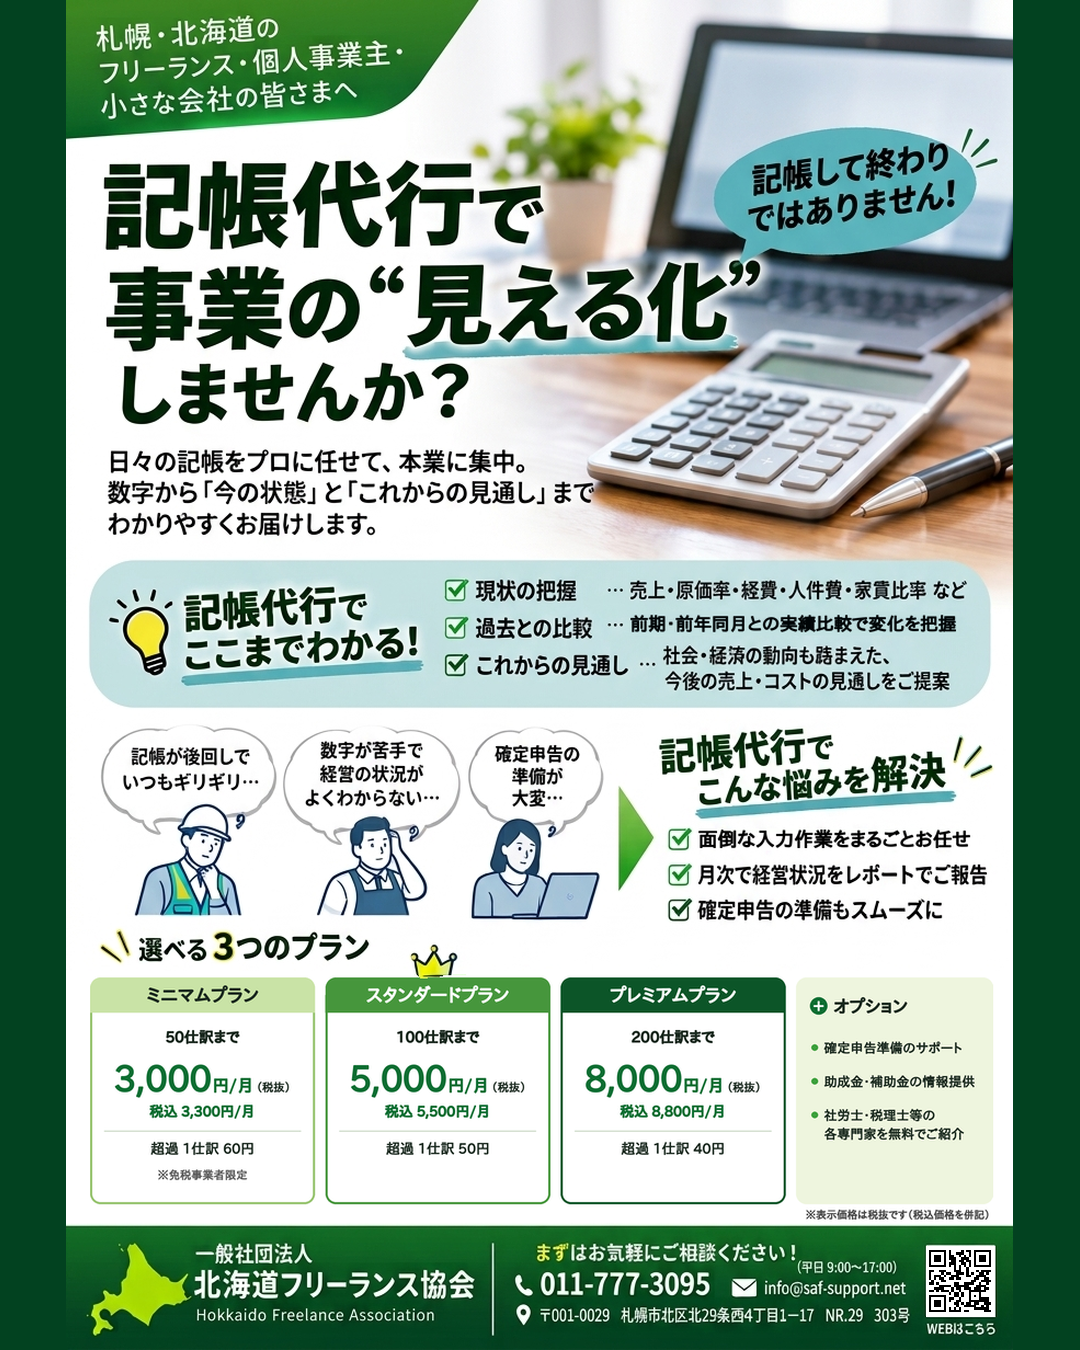 札幌・北海道の
フリーランス・個人事業主・
小さな会社の皆さまへ
記帳して終わり
ではありません!
記帳代行で
事業の“見える化”
しませんか?
日々の記帳をプロに任せて、本業に集中。
数字から「今の状態」と「これからの見通し」まで
わかりやすくお届けします。
記帳代行で
ここまでわかる!
現状の把握 … 売上・原価率・経費・人件費・家賃比率 など
過去との比較 … 前期・前年同月との実績比較で変化を把握
これからの見通し … 社会・経済の動向も踏まえた、
今後の売上・コストの見通しをご提案
記帳が後回しで
いつもギリギリ…
数字が苦手で
経営の状況が
よくわからない…
確定申告の
準備が
大変…
記帳代行で
こんな悩みを解決
面倒な入力作業をまるごとお任せ
月次で経営状況をレポートでご報告
確定申告の準備もスムーズに
選べる3つのプラン
ミニマムプラン
50仕訳まで
3,000円/月(税抜)
税込 3,300円/月
超過 1仕訳 60円
※免税事業者限定
スタンダードプラン
100仕訳まで
5,000円/月(税抜)
税込 5,500円/月
超過 1仕訳 50円
プレミアムプラン
200仕訳まで
8,000円/月(税抜)
税込 8,800円/月
超過 1仕訳 40円
オプション
確定申告準備のサポート
助成金・補助金の情報提供
社労士・税理士等の
各専門家を無料でご紹介
※表示価格は税抜です(税込価格を併記)
一般社団法人
北海道フリーランス協会
Hokkaido Freelance Association
まずはお気軽にご相談ください!
(平日 9:00〜17:00)
011-777-3095 info@saf-support.net
〒001-0029 札幌市北区北29条西4丁目1−17 NR.29 303号
WEBはこちら